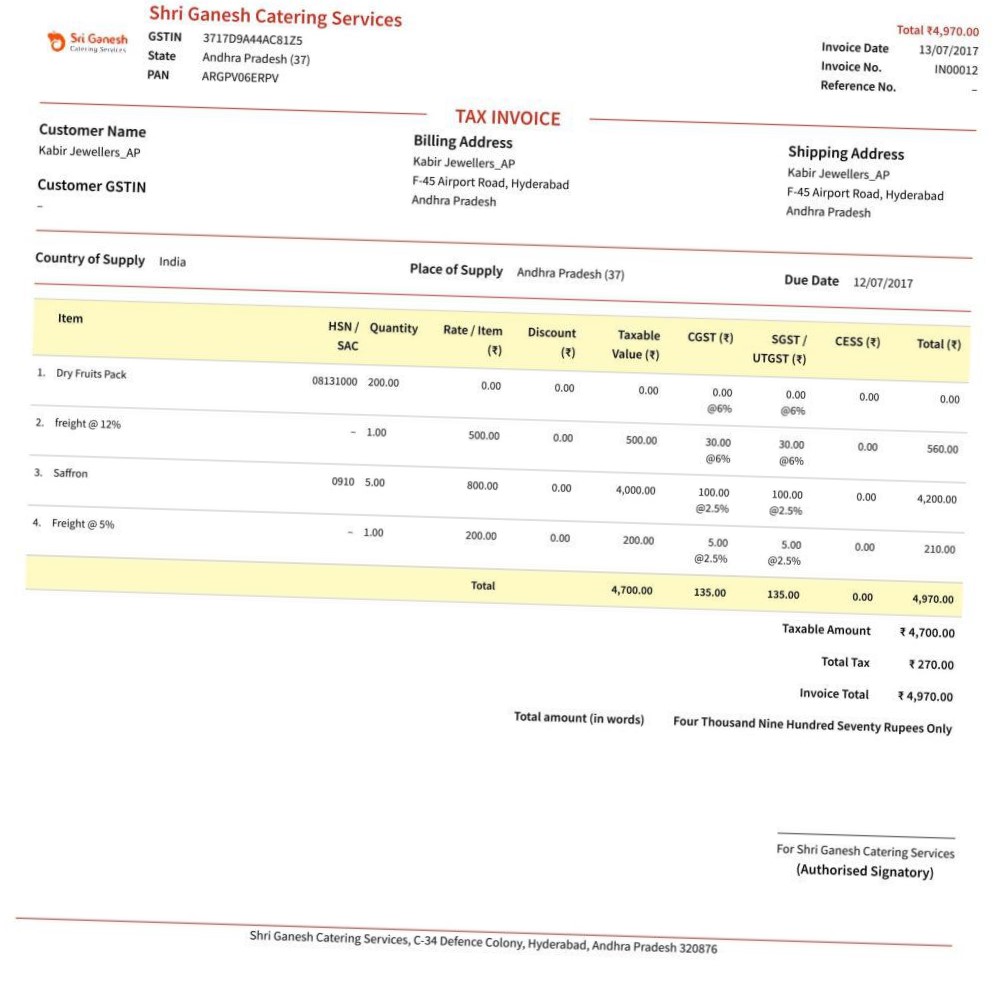 Shri Ganesh Catering Services
Sri Ganesh
Catering Services
GSTIN 3717D9A44AC81Z5
State Andhra Pradesh (37)
PAN ARGPV06ERPV
Total ₹4,970.00
Invoice Date 13/07/2017
Invoice No. IN00012
Reference No. –
TAX INVOICE
Customer Name
Kabir Jewellers_AP
Customer GSTIN
–
Billing Address
Kabir Jewellers_AP
F-45 Airport Road, Hyderabad
Andhra Pradesh
Shipping Address
Kabir Jewellers_AP
F-45 Airport Road, Hyderabad
Andhra Pradesh
Country of Supply India Place of Supply Andhra Pradesh (37) Due Date 12/07/2017
Item HSN / SAC Quantity Rate / Item (₹) Discount (₹) Taxable Value (₹) CGST (₹) SGST / UTGST (₹) CESS (₹) Total (₹)
1. Dry Fruits Pack 08131000 200.00 0.00 0.00 0.00 0.00 0.00 0.00 0.00
@6% @6%
2. freight @ 12% – 1.00 500.00 0.00 500.00 30.00 30.00 0.00 560.00
@6% @6%
3. Saffron 0910 5.00 800.00 0.00 4,000.00 100.00 100.00 0.00 4,200.00
@2.5% @2.5%
4. Freight @ 5% – 1.00 200.00 0.00 200.00 5.00 5.00 0.00 210.00
@2.5% @2.5%
Total 4,700.00 135.00 135.00 0.00 4,970.00
Taxable Amount ₹ 4,700.00
Total Tax ₹ 270.00
Invoice Total ₹ 4,970.00
Total amount (in words) Four Thousand Nine Hundred Seventy Rupees Only
For Shri Ganesh Catering Services
(Authorised Signatory)
Shri Ganesh Catering Services, C-34 Defence Colony, Hyderabad, Andhra Pradesh 320876